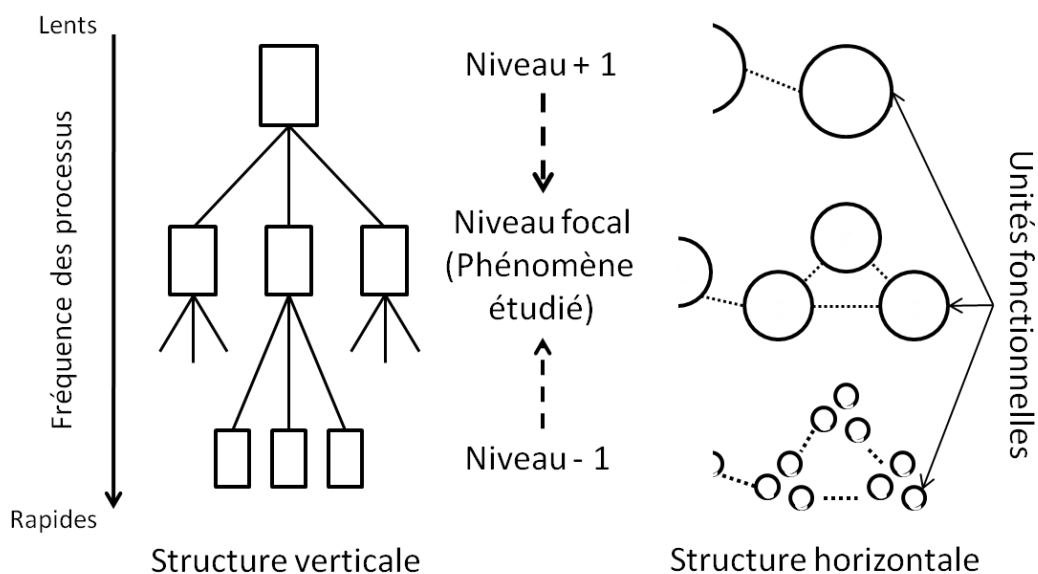 Lents
Fréquence des processus
Rapides
Structure verticale
Niveau + 1
Niveau focal
(Phénomène
étudié)
Niveau - 1
Unités fonctionnelles
Structure horizontale